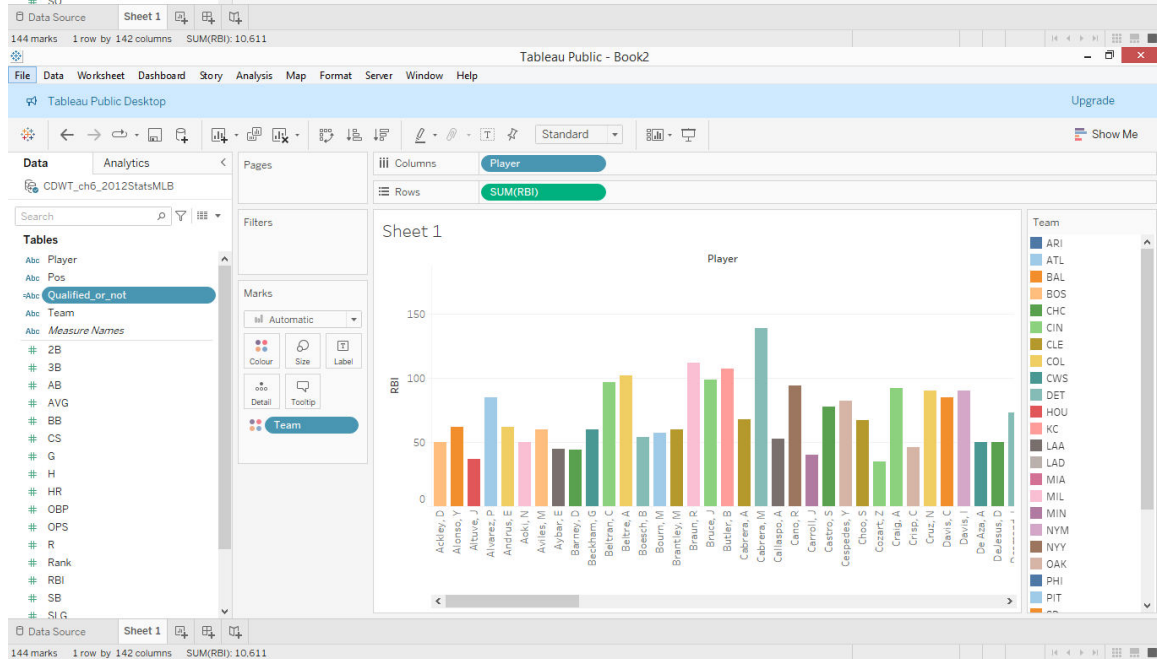 # SO
Data Source Sheet 1
144 marks 1 row by 142 columns SUM(RBI): 10,611
Tableau Public - Book2
File Data Worksheet Dashboard Story Analysis Map Format Server Window Help
Tableau Public Desktop Upgrade
Standard Show Me
Data Analytics
CDWT_ch6_2012StatsMLB
Search
Tables
Abc Player
Abc Pos
=Abc Qualified_or_not
Abc Team
Abc Measure Names
# 2B
# 3B
# AB
# AVG
# BB
# CS
# G
# H
# HR
# OBP
# OPS
# R
# Rank
# RBI
# SB
# SLG
Pages
Filters
Marks
Automatic
Colour Size Label
Detail Tooltip
Team
Columns Player
Rows SUM(RBI)
Sheet 1
Player
RBI
150
100
50
0
Ackley, D
Alonso, Y
Altuve, J
Alvarez, P
Andrus, E
Aoki, N
Aviles, M
Aybar, E
Barney, D
Beckham, G
Beltran, C
Beltre, A
Boesch, B
Bourn, M
Brantley, M
Braun, R
Bruce, J
Butler, B
Cabrera, A
Cabrera, M
Callaspo, A
Cano, R
Carroll, J
Castro, S
Cespedes, Y
Choo, S
Cozart, Z
Craig, A
Crisp, C
Cruz, N
Davis, C
Davis, I
De Aza, A
DeJesus, D
Team
ARI
ATL
BAL
BOS
CHC
CIN
CLE
COL
CWS
DET
HOU
KC
LAA
LAD
MIA
MIL
MIN
NYM
NYY
OAK
PHI
PIT
Data Source Sheet 1
144 marks 1 row by 142 columns SUM(RBI): 10,611